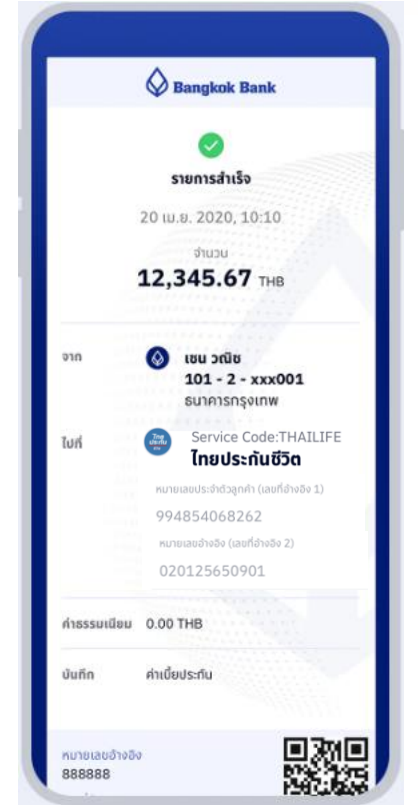 Bangkok Bank
รายการสำเร็จ
20 เม.ย. 2020, 10:10
จำนวน
12,345.67 THB
จาก
เชน วณิช
101 - 2 - xxx001
ธนาคารกรุงเทพ
ไปที่
Service Code:THAILIFE
ไทยประกันชีวิต
หมายเลขประจำตัวลูกค้า (เลขที่อ้างอิง 1)
994854068262
หมายเลขอ้างอิง (เลขที่อ้างอิง 2)
020125650901
ค่าธรรมเนียม 0.00 THB
บันทึก ค่าเบี้ยประกัน
หมายเลขอ้างอิง
888888